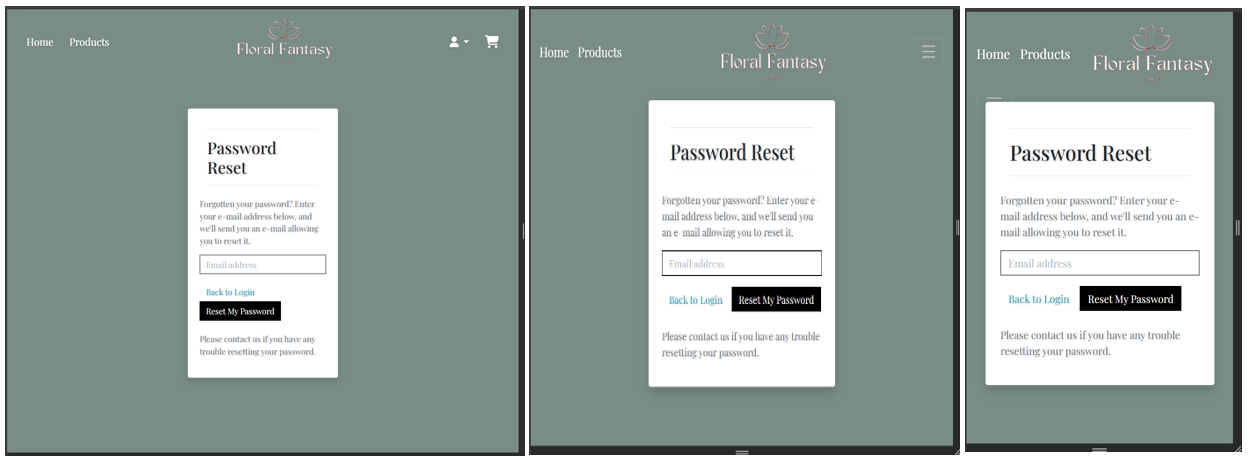 Home Products
Floral Fantasy
Password
Reset
Forgotten your password? Enter
your e-mail address below, and
we'll send you an e-mail allowing
you to reset it.
Email address
Back to Login
Reset My Password
Please contact us if you have any
trouble resetting your password.
Home Products
Floral Fantasy
Password Reset
Forgotten your password? Enter your e-
mail address below, and we'll send you
an e-mail allowing you to reset it.
Email address
Back to Login Reset My Password
Please contact us if you have any trouble
resetting your password.
Home Products
Floral Fantasy
Password Reset
Forgotten your password? Enter your e-
mail address below, and we'll send you an e-
mail allowing you to reset it.
Email address
Back to Login Reset My Password
Please contact us if you have any trouble
resetting your password.